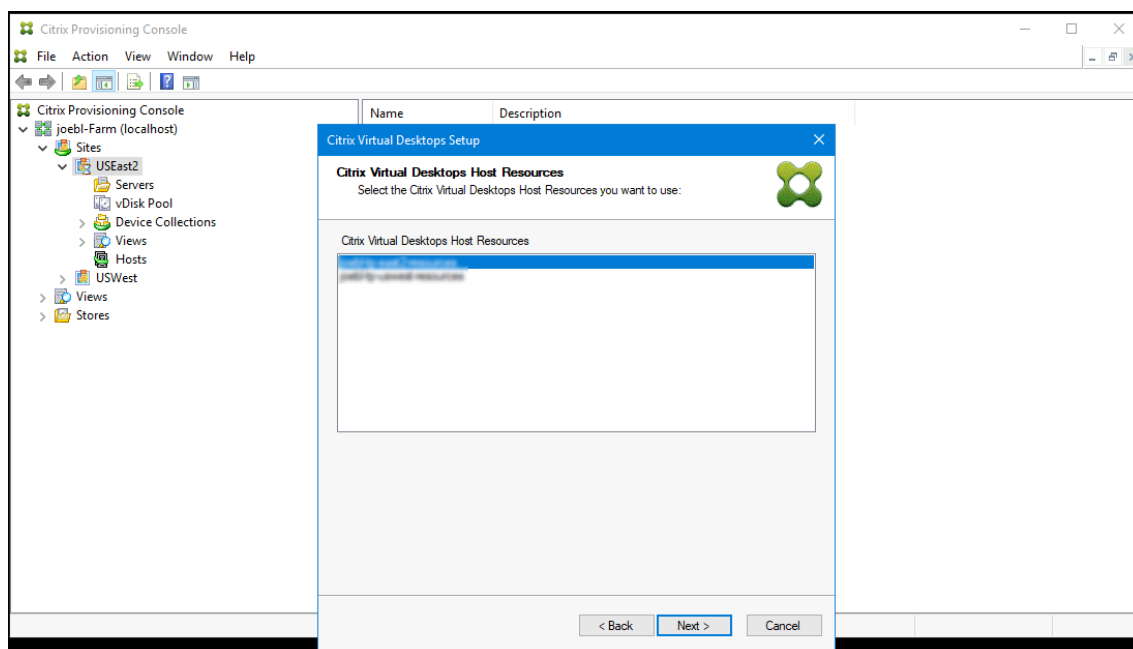 Citrix Provisioning Console
File Action View Window Help
Citrix Provisioning Console
joebl-Farm (localhost)
Sites
USEast2
Servers
vDisk Pool
Device Collections
Views
Hosts
USWest
Views
Stores
Name Description
Citrix Virtual Desktops Setup
Citrix Virtual Desktops Host Resources
Select the Citrix Virtual Desktops Host Resources you want to use:
Citrix Virtual Desktops Host Resources
< Back Next > Cancel